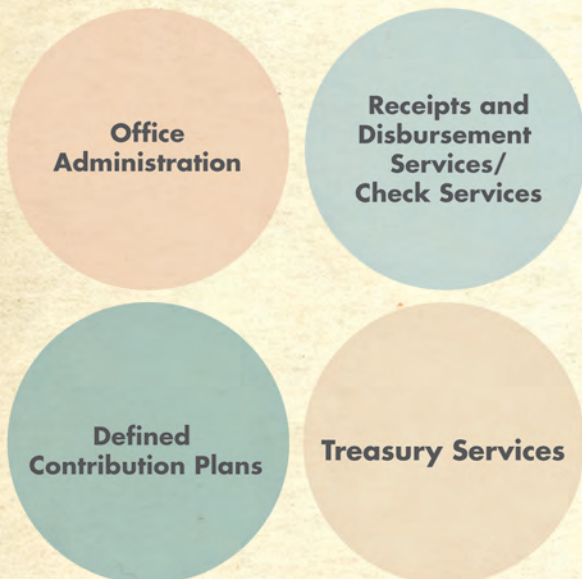 Office
Administration
Receipts and
Disbursement
Services/
Check Services
Defined
Contribution Plans
Treasury Services